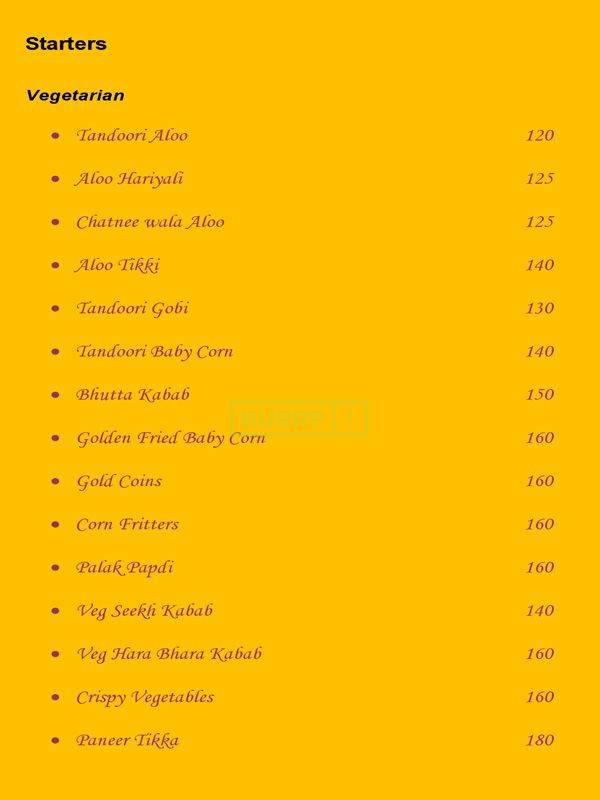 Starters
Vegetarian
• Tandoori Aloo 120
• Aloo Hariyali 125
• Chatnee wala Aloo 125
• Aloo Tikki 140
• Tandoori Gobi 130
• Tandoori Baby Corn 140
• Bhutta Kabab 150
BURRP !
• Golden Fried Baby Corn 160
• Gold Coins 160
• Corn Fritters 160
• Palak Papdi 160
• Veg Seekh Kabab 140
• Veg Hara Bhara Kabab 160
• Crispy Vegetables 160
• Paneer Tikka 180